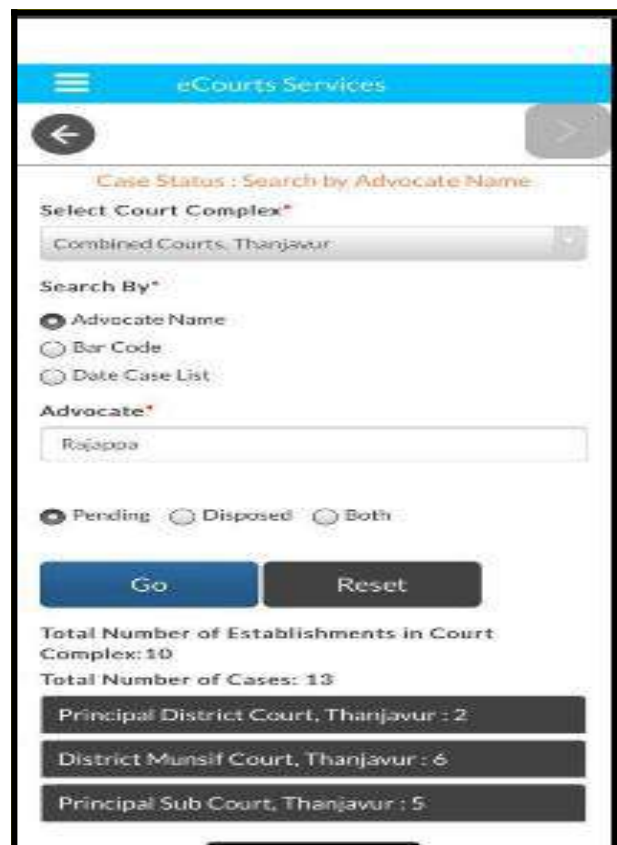 eCourts Services
Case Status : Search by Advocate Name
Select Court Complex*
Combined Courts, Thanjavur
Search By*
Advocate Name
Bar Code
Date Case List
Advocate*
Rajappa
Pending Disposed Both
Go Reset
Total Number of Establishments in Court
Complex:10
Total Number of Cases: 13
Principal District Court, Thanjavur : 2
District Munsif Court, Thanjavur : 6
Principal Sub Court, Thanjavur : 5